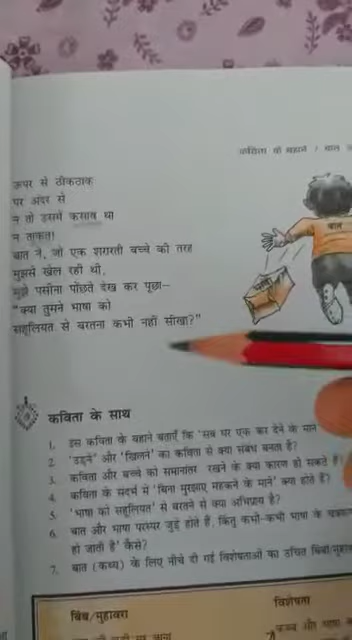 कविता के बहाने / बात
ऊपर से ठीकठाक
पर अंदर से
न तो उसमें कसाव था
न ताकत!
बात ने, जो एक शरारती बच्चे की तरह
मुझसे खेल रही थी,
मुझे पसीना पोंछते देख कर पूछा–
"क्या तुमने भाषा को
सहूलियत से बरतना कभी नहीं सीखा?"
बात
कविता के साथ
1. इस कविता के बहाने बताएँ कि 'सब घर एक कर देने के माने'
2. 'उड़ने' और 'खिलने' का कविता से क्या संबंध बनता है?
3. कविता और बच्चे को समानांतर रखने के क्या कारण हो सकते हैं?
4. कविता के संदर्भ में 'बिना मुरझाए महकने के माने' क्या होते हैं?
5. 'भाषा को सहूलियत' से बरतने से क्या अभिप्राय है?
6. बात और भाषा परस्पर जुड़े होते हैं, किंतु कभी-कभी भाषा के चक्कर
हो जाती है' कैसे?
7. बात (कथ्य) के लिए नीचे दी गई विशेषताओं का उचित बिंबों/
बिंब/मुहावरा
विशेषता